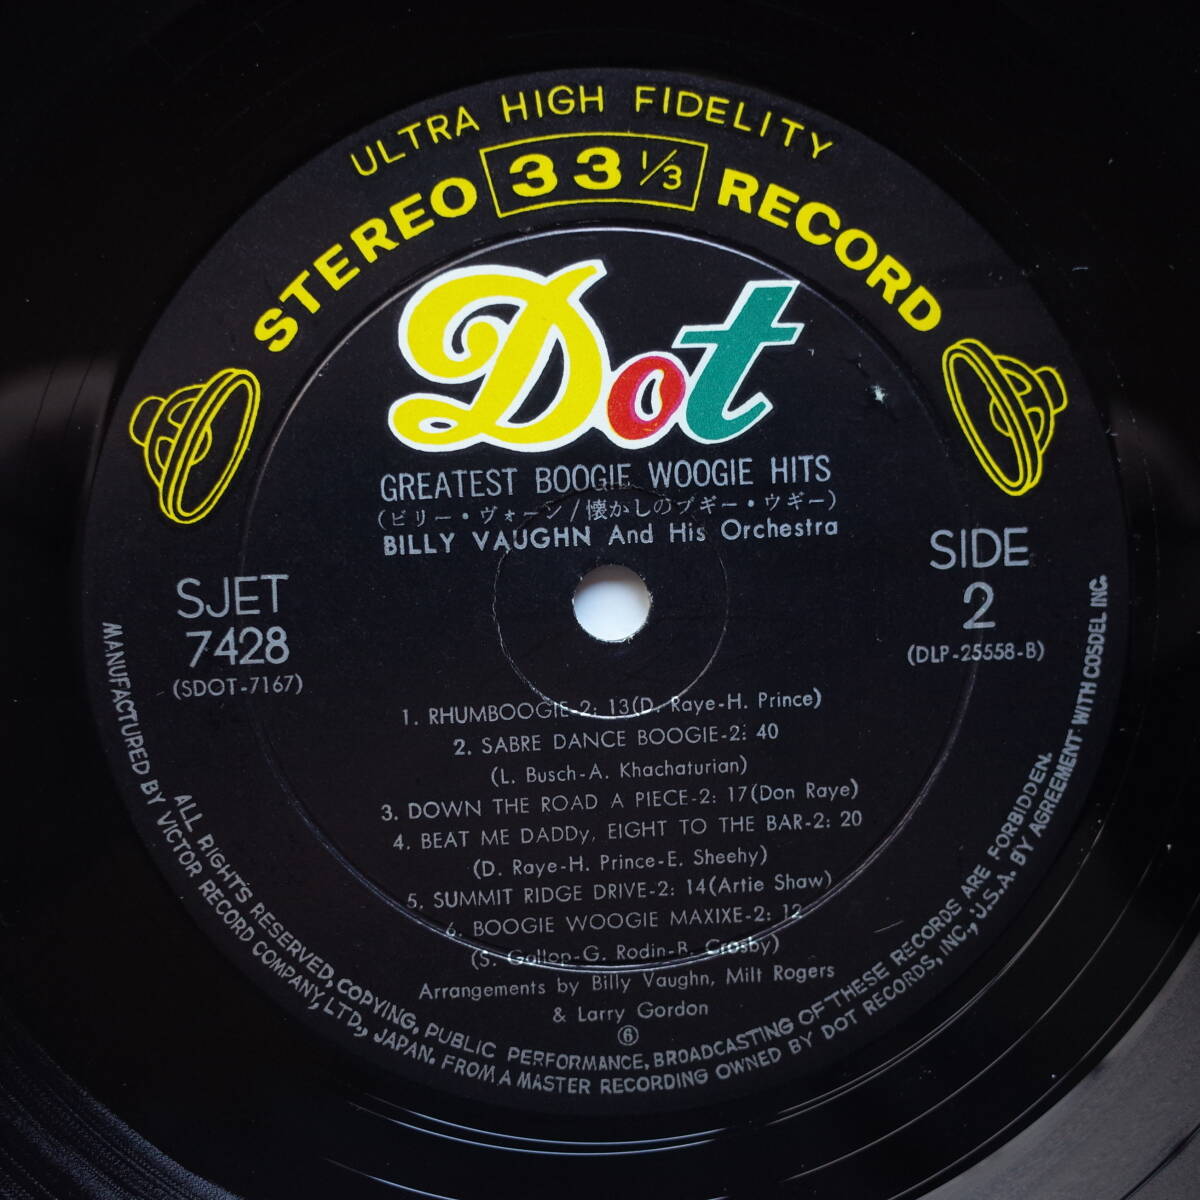 ULTRA HIGH FIDELITY
STEREO 33 1/3 RECORD
Dot
GREATEST BOOGIE WOOGIE HITS
(ビリー・ヴォーン/懐かしのブギー・ウギー)
BILLY VAUGHN And His Orchestra
SJET
7428
(SDOT-7167)
SIDE
2
(DLP-25558-B)
1. RHUMBOOGIE-2: 13(D. Raye-H. Prince)
2. SABRE DANCE BOOGIE-2: 40
(L. Busch-A. Khachaturian)
3. DOWN THE ROAD A PIECE-2: 17(Don Raye)
4. BEAT ME DADDy, EIGHT TO THE BAR-2: 20
(D. Raye-H. Prince-E. Sheehy)
5. SUMMIT RIDGE DRIVE-2: 14(Artie Shaw)
6. BOOGIE WOOGIE MAXIXE-2: 12
(S. Gallop-G. Rodin-B. Crosby)
Arrangements by Billy Vaughn, Milt Rogers
& Larry Gordon
⑥
ALL RIGHTS RESERVED, COPYING, PUBLIC PERFORMANCE, BROADCASTING OF THESE RECORDS ARE FORBIDDEN.
MANUFACTURED BY VICTOR RECORD COMPANY, LTD., JAPAN. FROM A MASTER RECORDING OWNED BY DOT RECORDS, INC., U.S.A. BY AGREEMENT WITH COSDEL INC.